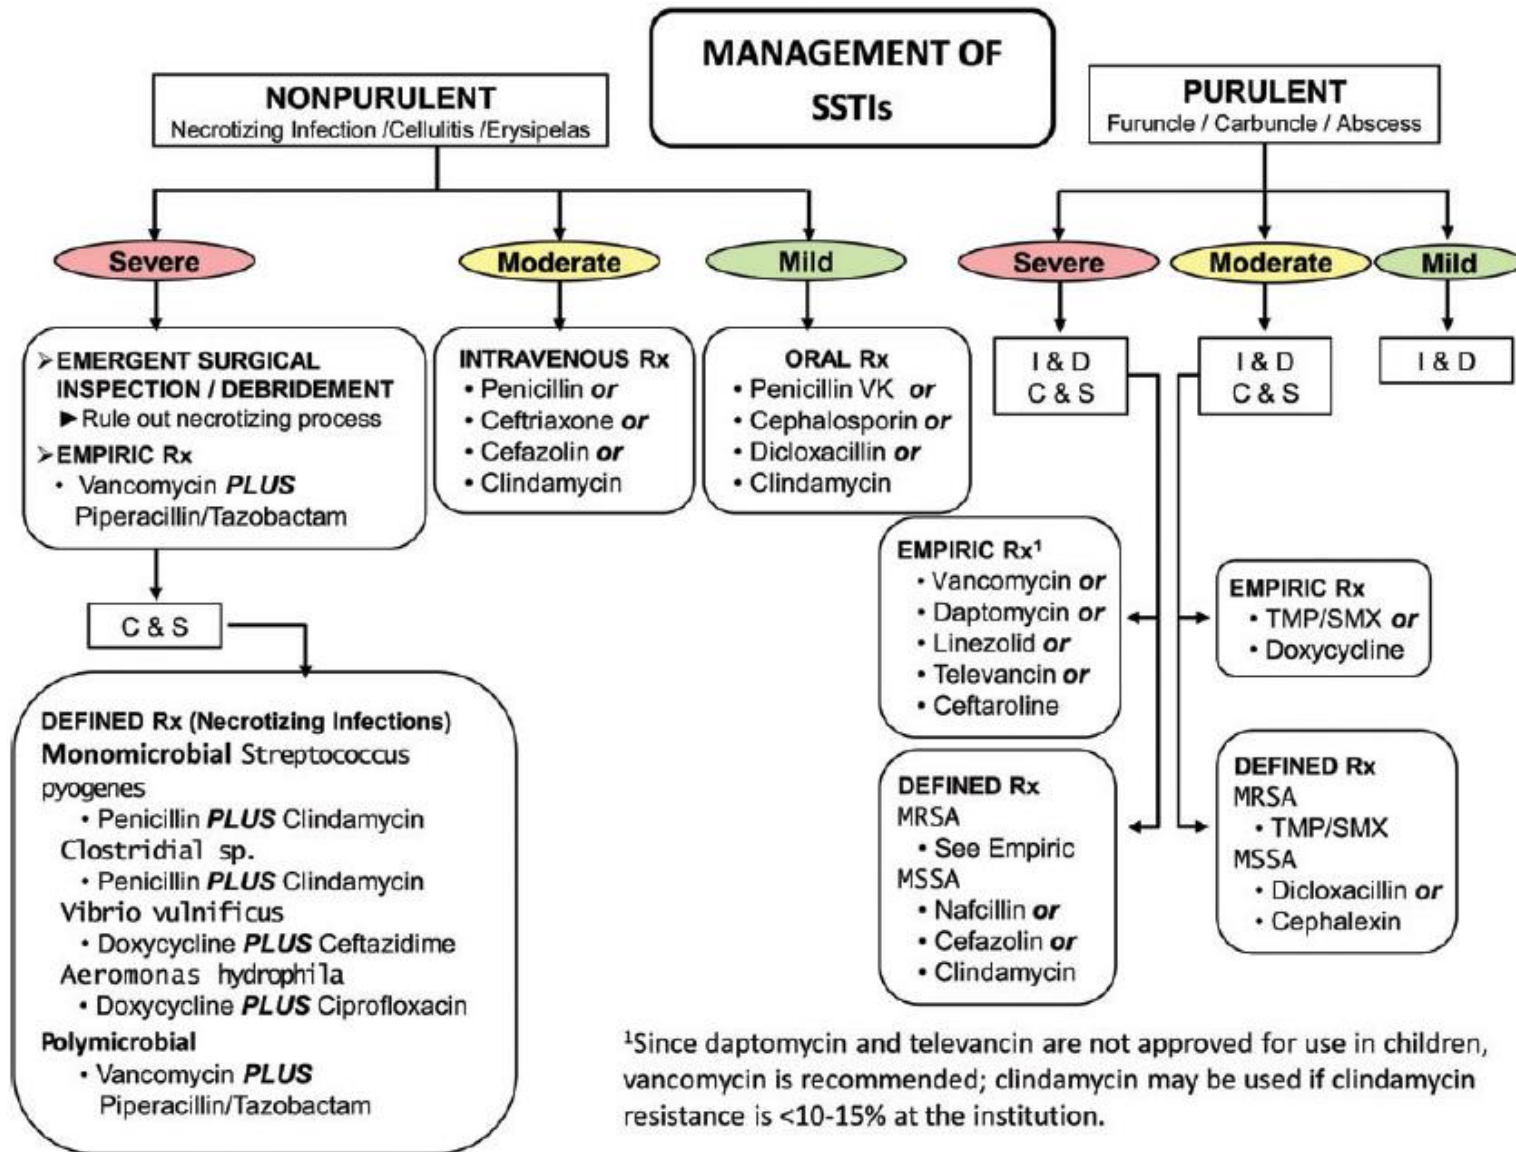 MANAGEMENT OF
SSTIs
NONPURULENT
Necrotizing Infection /Cellulitis /Erysipelas
Severe
➢EMERGENT SURGICAL
INSPECTION / DEBRIDEMENT
►Rule out necrotizing process
➢EMPIRIC Rx
• Vancomycin PLUS
Piperacillin/Tazobactam
C & S
DEFINED Rx (Necrotizing Infections)
Monomicrobial Streptococcus
pyogenes
• Penicillin PLUS Clindamycin
Clostridial sp.
• Penicillin PLUS Clindamycin
Vibrio vulnificus
• Doxycycline PLUS Ceftazidime
Aeromonas hydrophila
• Doxycycline PLUS Ciprofloxacin
Polymicrobial
• Vancomycin PLUS
Piperacillin/Tazobactam
Moderate
INTRAVENOUS Rx
• Penicillin or
• Ceftriaxone or
• Cefazolin or
• Clindamycin
Mild
ORAL Rx
• Penicillin VK or
• Cephalosporin or
• Dicloxacillin or
• Clindamycin
PURULENT
Furuncle / Carbuncle / Abscess
Severe
I & D
C & S
EMPIRIC Rx¹
• Vancomycin or
• Daptomycin or
• Linezolid or
• Televancin or
• Ceftaroline
DEFINED Rx
MRSA
• See Empiric
MSSA
• Nafcillin or
• Cefazolin or
• Clindamycin
Moderate
I & D
C & S
EMPIRIC Rx
• TMP/SMX or
• Doxycycline
DEFINED Rx
MRSA
• TMP/SMX
MSSA
• Dicloxacillin or
• Cephalexin
Mild
I & D
¹Since daptomycin and televancin are not approved for use in children,
vancomycin is recommended; clindamycin may be used if clindamycin
resistance is <10-15% at the institution.